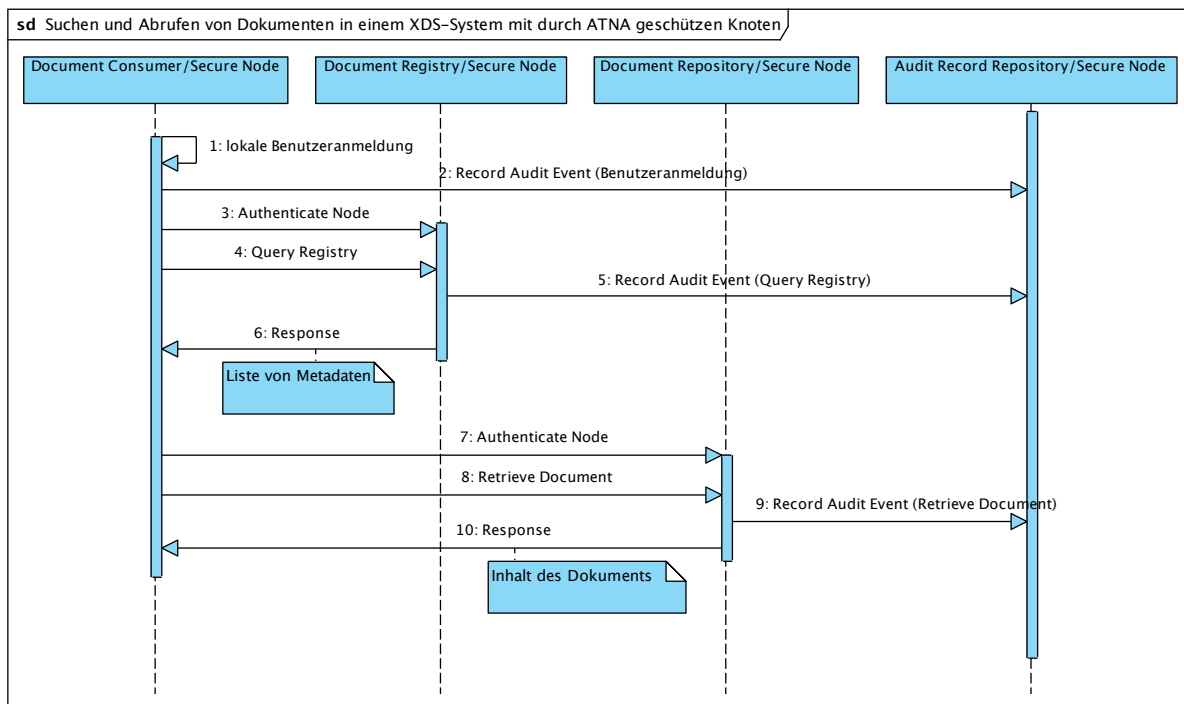 sd Suchen und Abrufen von Dokumenten in einem XDS-System mit durch ATNA geschützen Knoten
Document Consumer/Secure Node
Document Registry/Secure Node
Document Repository/Secure Node
Audit Record Repository/Secure Node
1: lokale Benutzeranmeldung
2: Record Audit Event (Benutzeranmeldung)
3: Authenticate Node
4: Query Registry
5: Record Audit Event (Query Registry)
6: Response
Liste von Metadaten
7: Authenticate Node
8: Retrieve Document
9: Record Audit Event (Retrieve Document)
10: Response
Inhalt des Dokuments